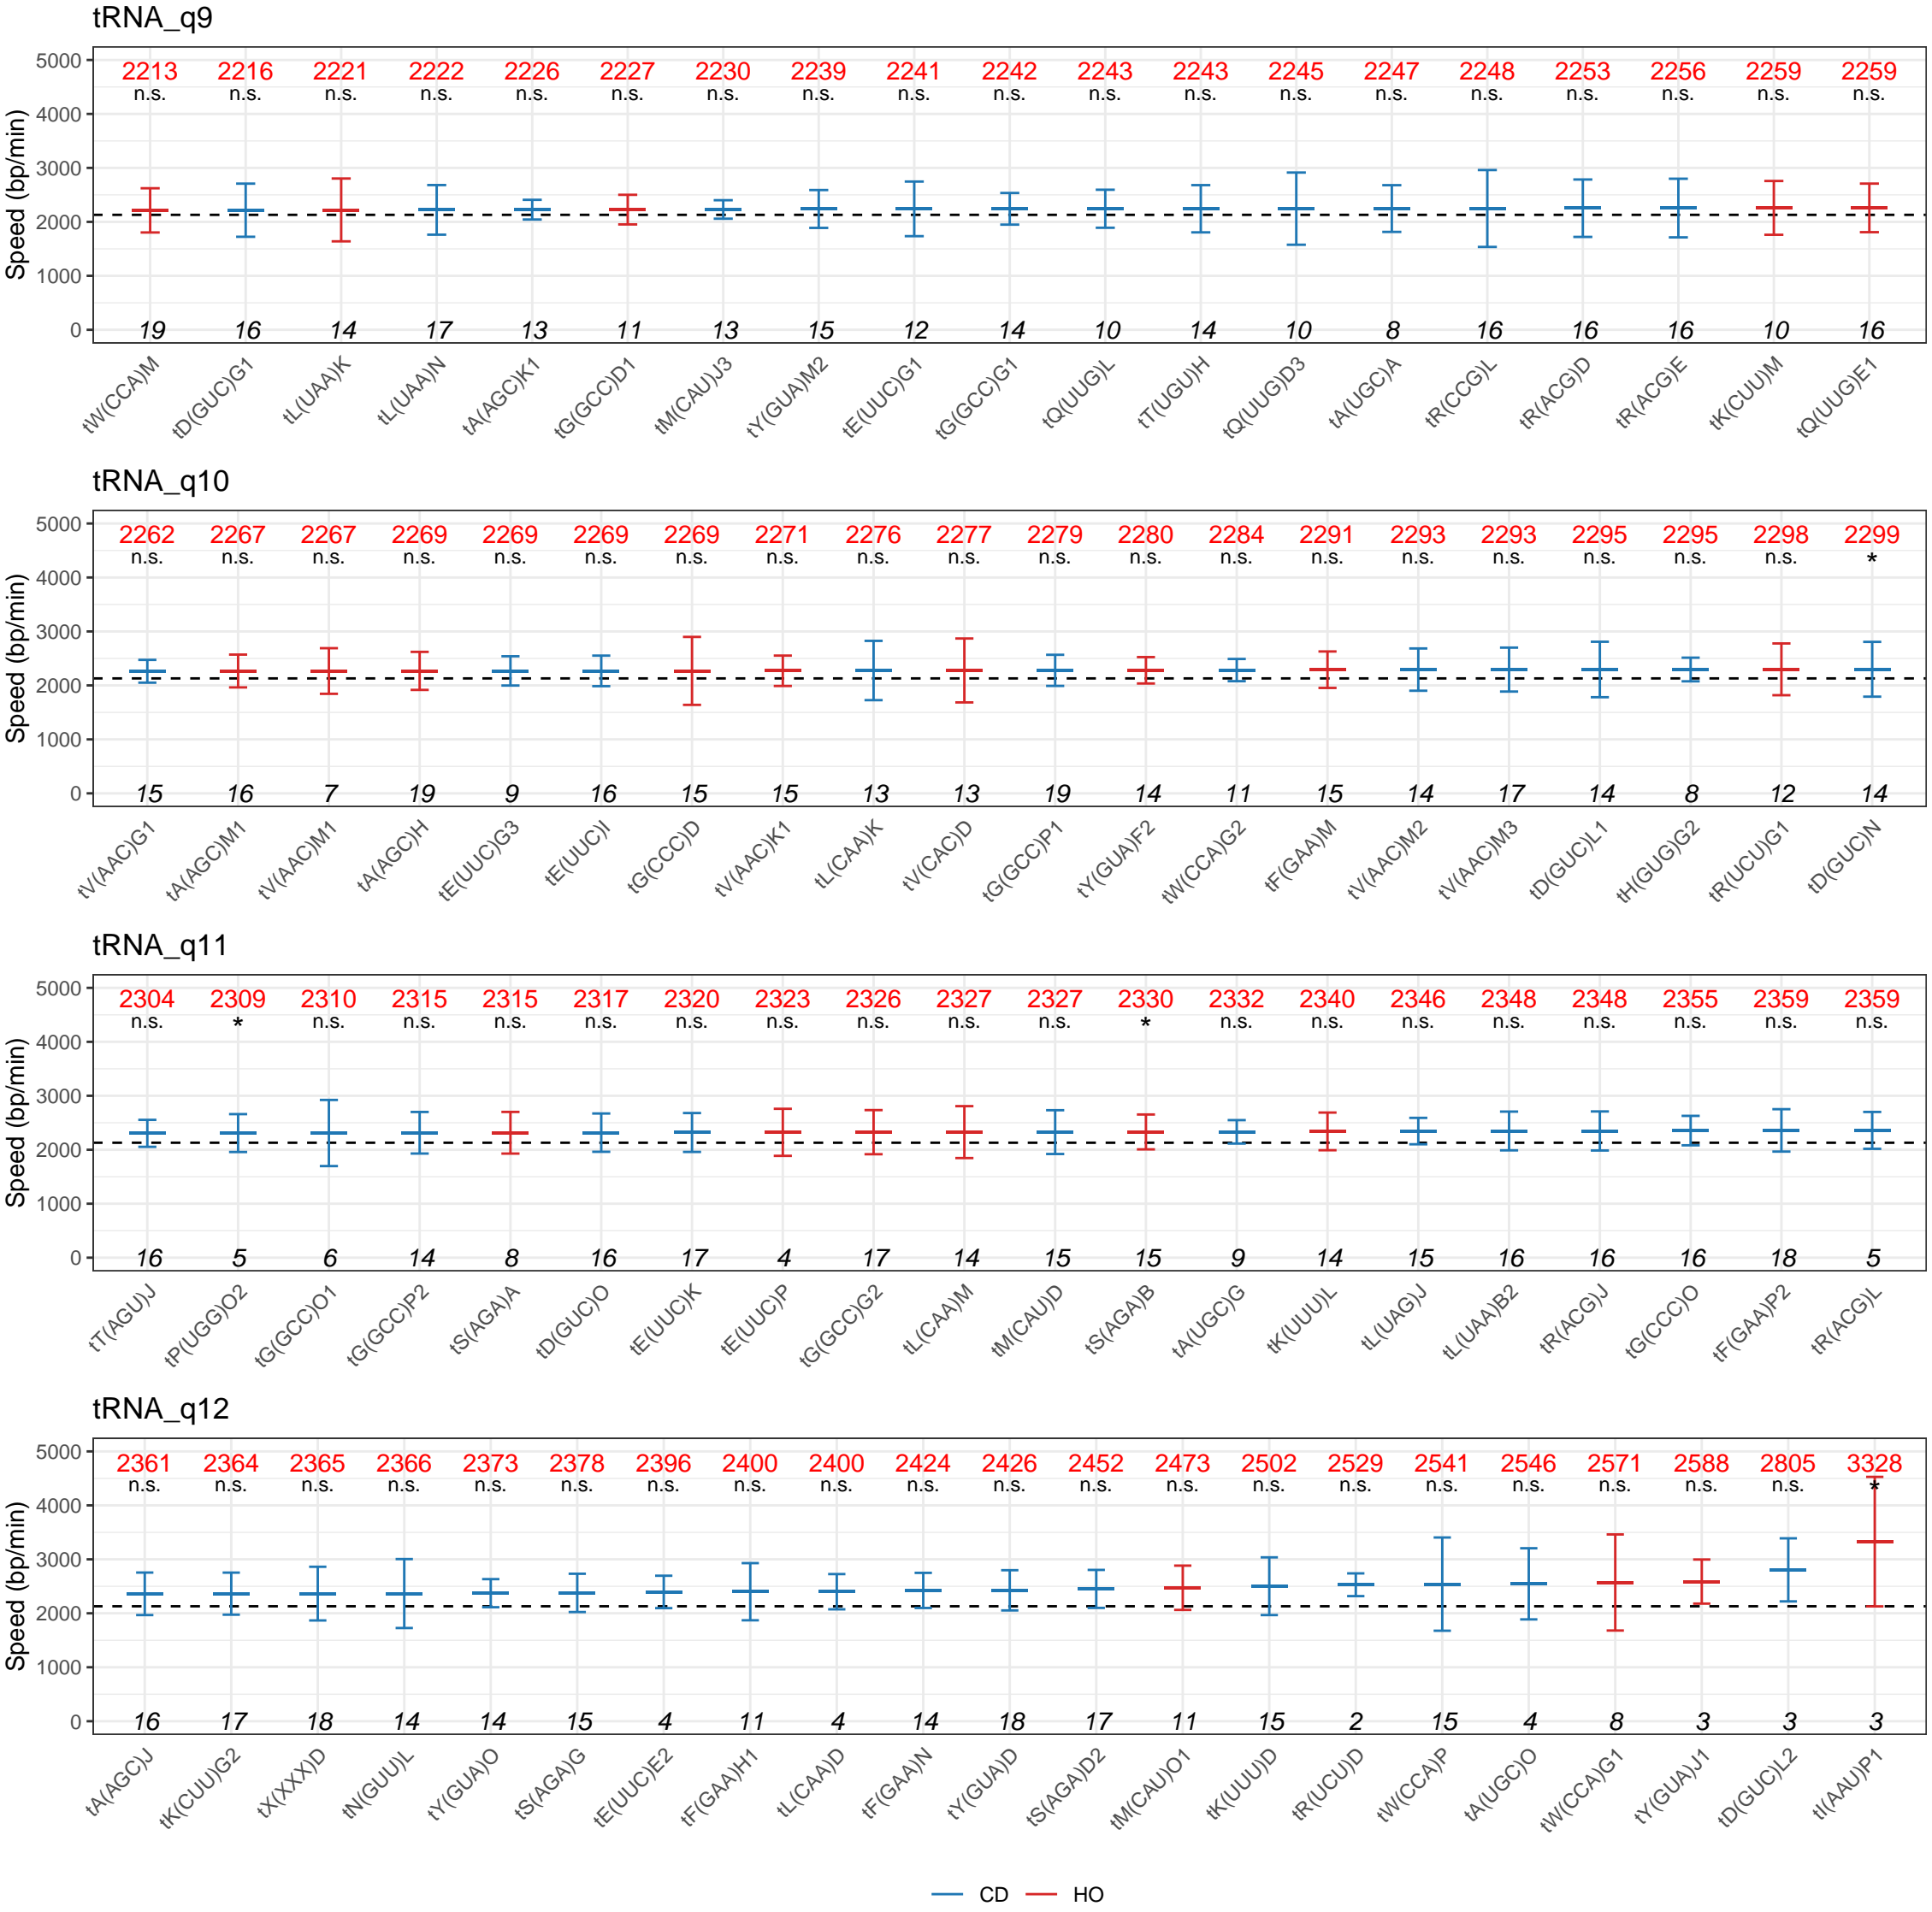 tRNA_q9
Speed (bp/min)
5000
4000
3000
2000
1000
0
2213 2216 2221 2222 2226 2227 2230 2239 2241 2242 2243 2243 2245 2247 2248 2253 2256 2259 2259
n.s. n.s. n.s. n.s. n.s. n.s. n.s. n.s. n.s. n.s. n.s. n.s. n.s. n.s. n.s. n.s. n.s. n.s. n.s.
19 16 14 17 13 11 13 15 12 14 10 14 10 8 16 16 16 10 16
tW(CCA)M tD(GUC)G1 tL(UAA)K tL(UAA)N tA(AGC)K1 tG(GCC)D1 tM(CAU)J3 tY(GUA)M2 tE(UUC)G1 tG(GCC)G1 tQ(UUG)L tT(UGU)H tQ(UUG)D3 tA(UGC)A tR(CCG)L tR(ACG)D tR(ACG)E tK(CUU)M tQ(UUG)E1
tRNA_q10
Speed (bp/min)
5000
4000
3000
2000
1000
0
2262 2267 2267 2269 2269 2269 2269 2271 2276 2277 2279 2280 2284 2291 2293 2293 2295 2295 2298 2299
n.s. n.s. n.s. n.s. n.s. n.s. n.s. n.s. n.s. n.s. n.s. n.s. n.s. n.s. n.s. n.s. n.s. n.s. n.s. *
15 16 7 19 9 16 15 15 13 13 19 14 11 15 14 17 14 8 12 14
tV(AAC)G1 tA(AGC)M1 tV(AAC)M1 tA(AGC)H tE(UUC)G3 tE(UUC)I tG(CCC)D tV(AAC)K1 tL(CAA)K tV(CAC)D tG(GCC)P1 tY(GUA)F2 tW(CCA)G2 tF(GAA)M tV(AAC)M2 tV(AAC)M3 tD(GUC)L1 tH(GUG)G2 tR(UCU)G1 tD(GUC)N
tRNA_q11
Speed (bp/min)
5000
4000
3000
2000
1000
0
2304 2309 2310 2315 2315 2317 2320 2323 2326 2327 2327 2330 2332 2340 2346 2348 2348 2355 2359 2359
n.s. * n.s. n.s. n.s. n.s. n.s. n.s. n.s. n.s. n.s. * n.s. n.s. n.s. n.s. n.s. n.s. n.s. n.s.
16 5 6 14 8 16 17 4 17 14 15 15 9 14 15 16 16 16 18 5
tT(AGU)J tP(UGG)O2 tG(GCC)O1 tG(GCC)P2 tS(AGA)A tD(GUC)O tE(UUC)K tE(UUC)P tG(GCC)G2 tL(CAA)M tM(CAU)D tS(AGA)B tA(UGC)G tK(UUU)L tL(UAG)J tL(UAA)B2 tR(ACG)J tG(CCC)O tF(GAA)P2 tR(ACG)L
tRNA_q12
Speed (bp/min)
5000
4000
3000
2000
1000
0
2361 2364 2365 2366 2373 2378 2396 2400 2400 2424 2426 2452 2473 2502 2529 2541 2546 2571 2588 2805 3328
n.s. n.s. n.s. n.s. n.s. n.s. n.s. n.s. n.s. n.s. n.s. n.s. n.s. n.s. n.s. n.s. n.s. n.s. n.s. n.s. *
16 17 18 14 14 15 4 11 4 14 18 17 11 15 2 15 4 8 3 3 3
tA(AGC)J tK(CUU)G2 tX(XXX)D tN(GUU)L tY(GUA)O tS(AGA)G tE(UUC)E2 tF(GAA)H1 tL(CAA)D tF(GAA)N tY(GUA)D tS(AGA)D2 tM(CAU)O1 tK(UUU)D tR(UCU)D tW(CCA)P tA(UGC)O tW(CCA)G1 tY(GUA)J1 tD(GUC)L2 tI(AAU)P1
CD HO